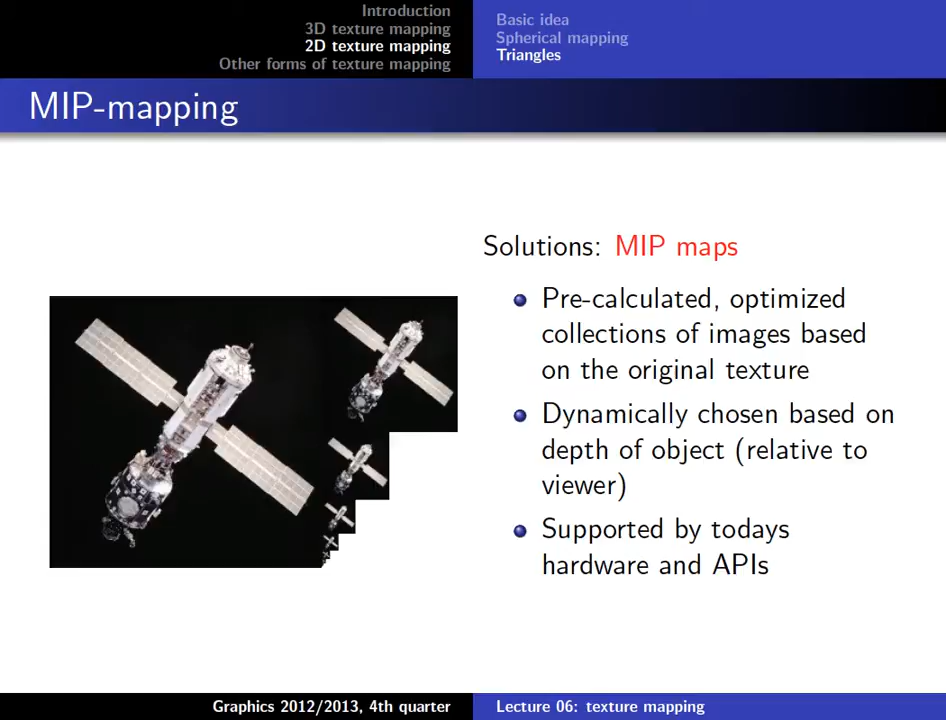 Introduction
3D texture mapping
2D texture mapping
Other forms of texture mapping
Basic idea
Spherical mapping
Triangles
MIP-mapping
Solutions: MIP maps
Pre-calculated, optimized
collections of images based
on the original texture
Dynamically chosen based on
depth of object (relative to
viewer)
Supported by todays
hardware and APIs
Graphics 2012/2013, 4th quarter
Lecture 06: texture mapping